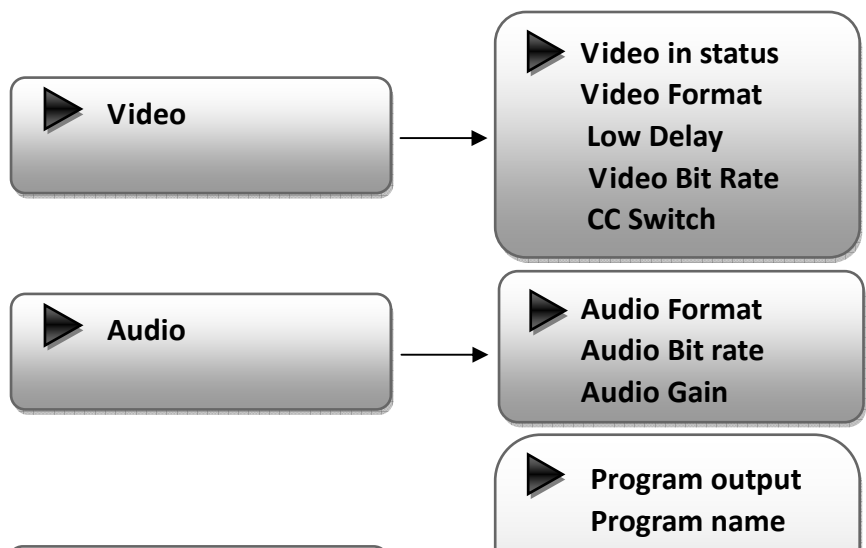 Video
Video in status
Video Format
Low Delay
Video Bit Rate
CC Switch
Audio
Audio Format
Audio Bit rate
Audio Gain
Program output
Program name